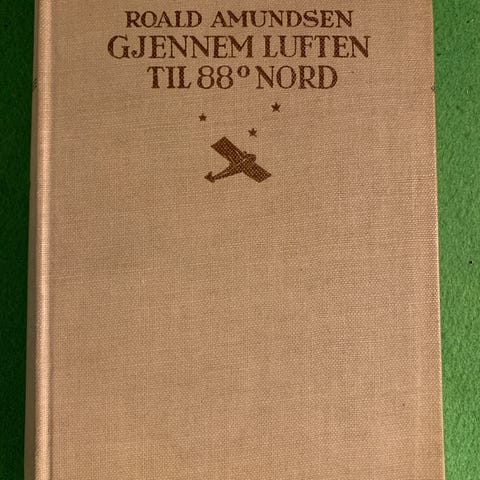 ROALD AMUNDSEN
GJENNEM LUFTEN
TIL 88° NORD